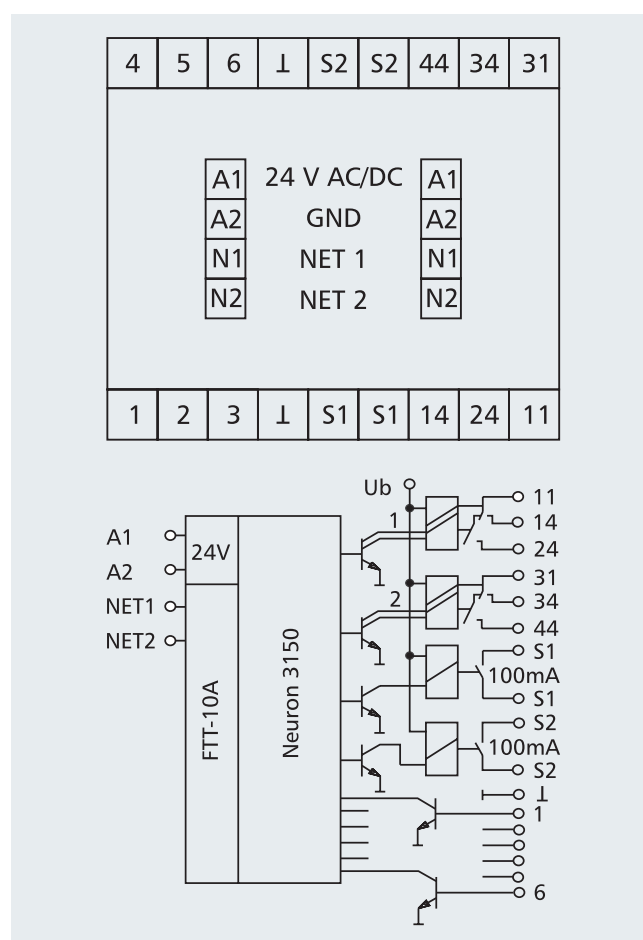 4 5 6 ⊥ S2 S2 44 34 31
A1 24 V AC/DC A1
A2 GND A2
N1 NET 1 N1
N2 NET 2 N2
1 2 3 ⊥ S1 S1 14 24 11
Ub
1
11
14
24
A1
24V
A2
NET1
NET2
FTT-10A
Neuron 3150
2
31
34
44
S1
100mA
S1
S2
100mA
S2
⊥
1
6